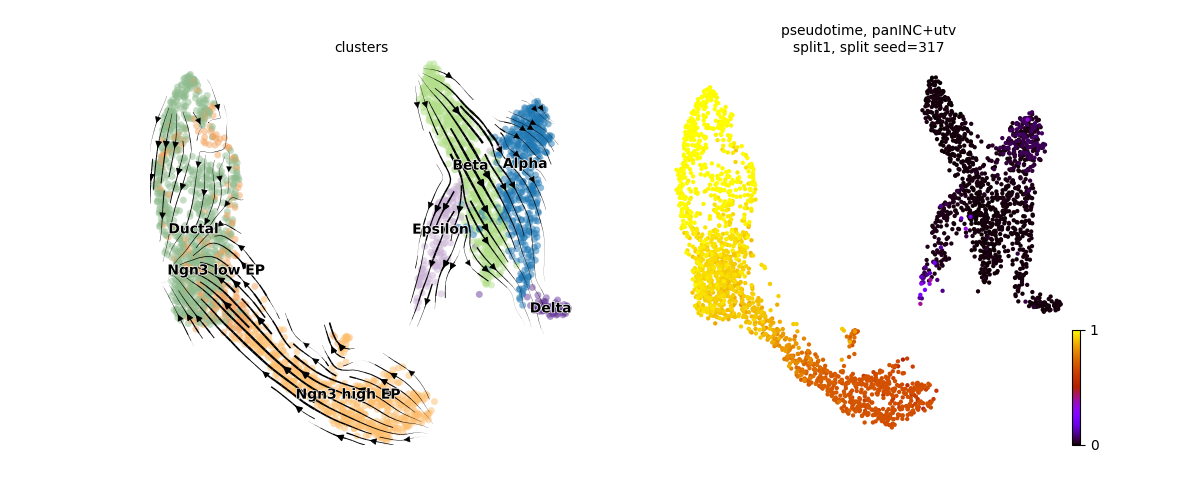 clusters
Beta
Alpha
Ductal
Epsilon
Ngn3 low EP
Delta
Ngn3 high EP
pseudotime, panINC+utv
split1, split seed=317
1
0